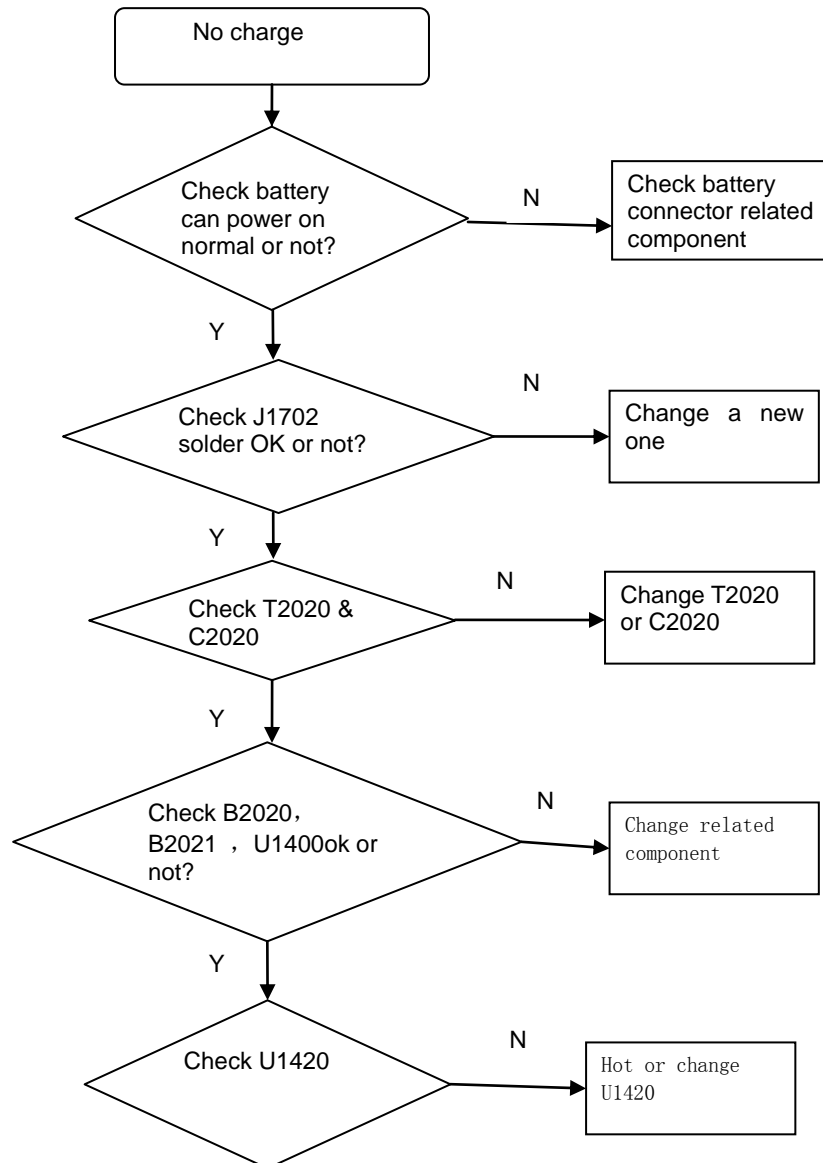 No charge
Check battery
can power on
normal or not?
N
Check battery
connector related
component
Y
Check J1702
solder OK or not?
N
Change a new
one
Y
Check T2020 &
C2020
N
Change T2020
or C2020
Y
Check B2020，
B2021 ，U1400ok or
not?
N
Change related
component
Y
Check U1420
N
Hot or change
U1420